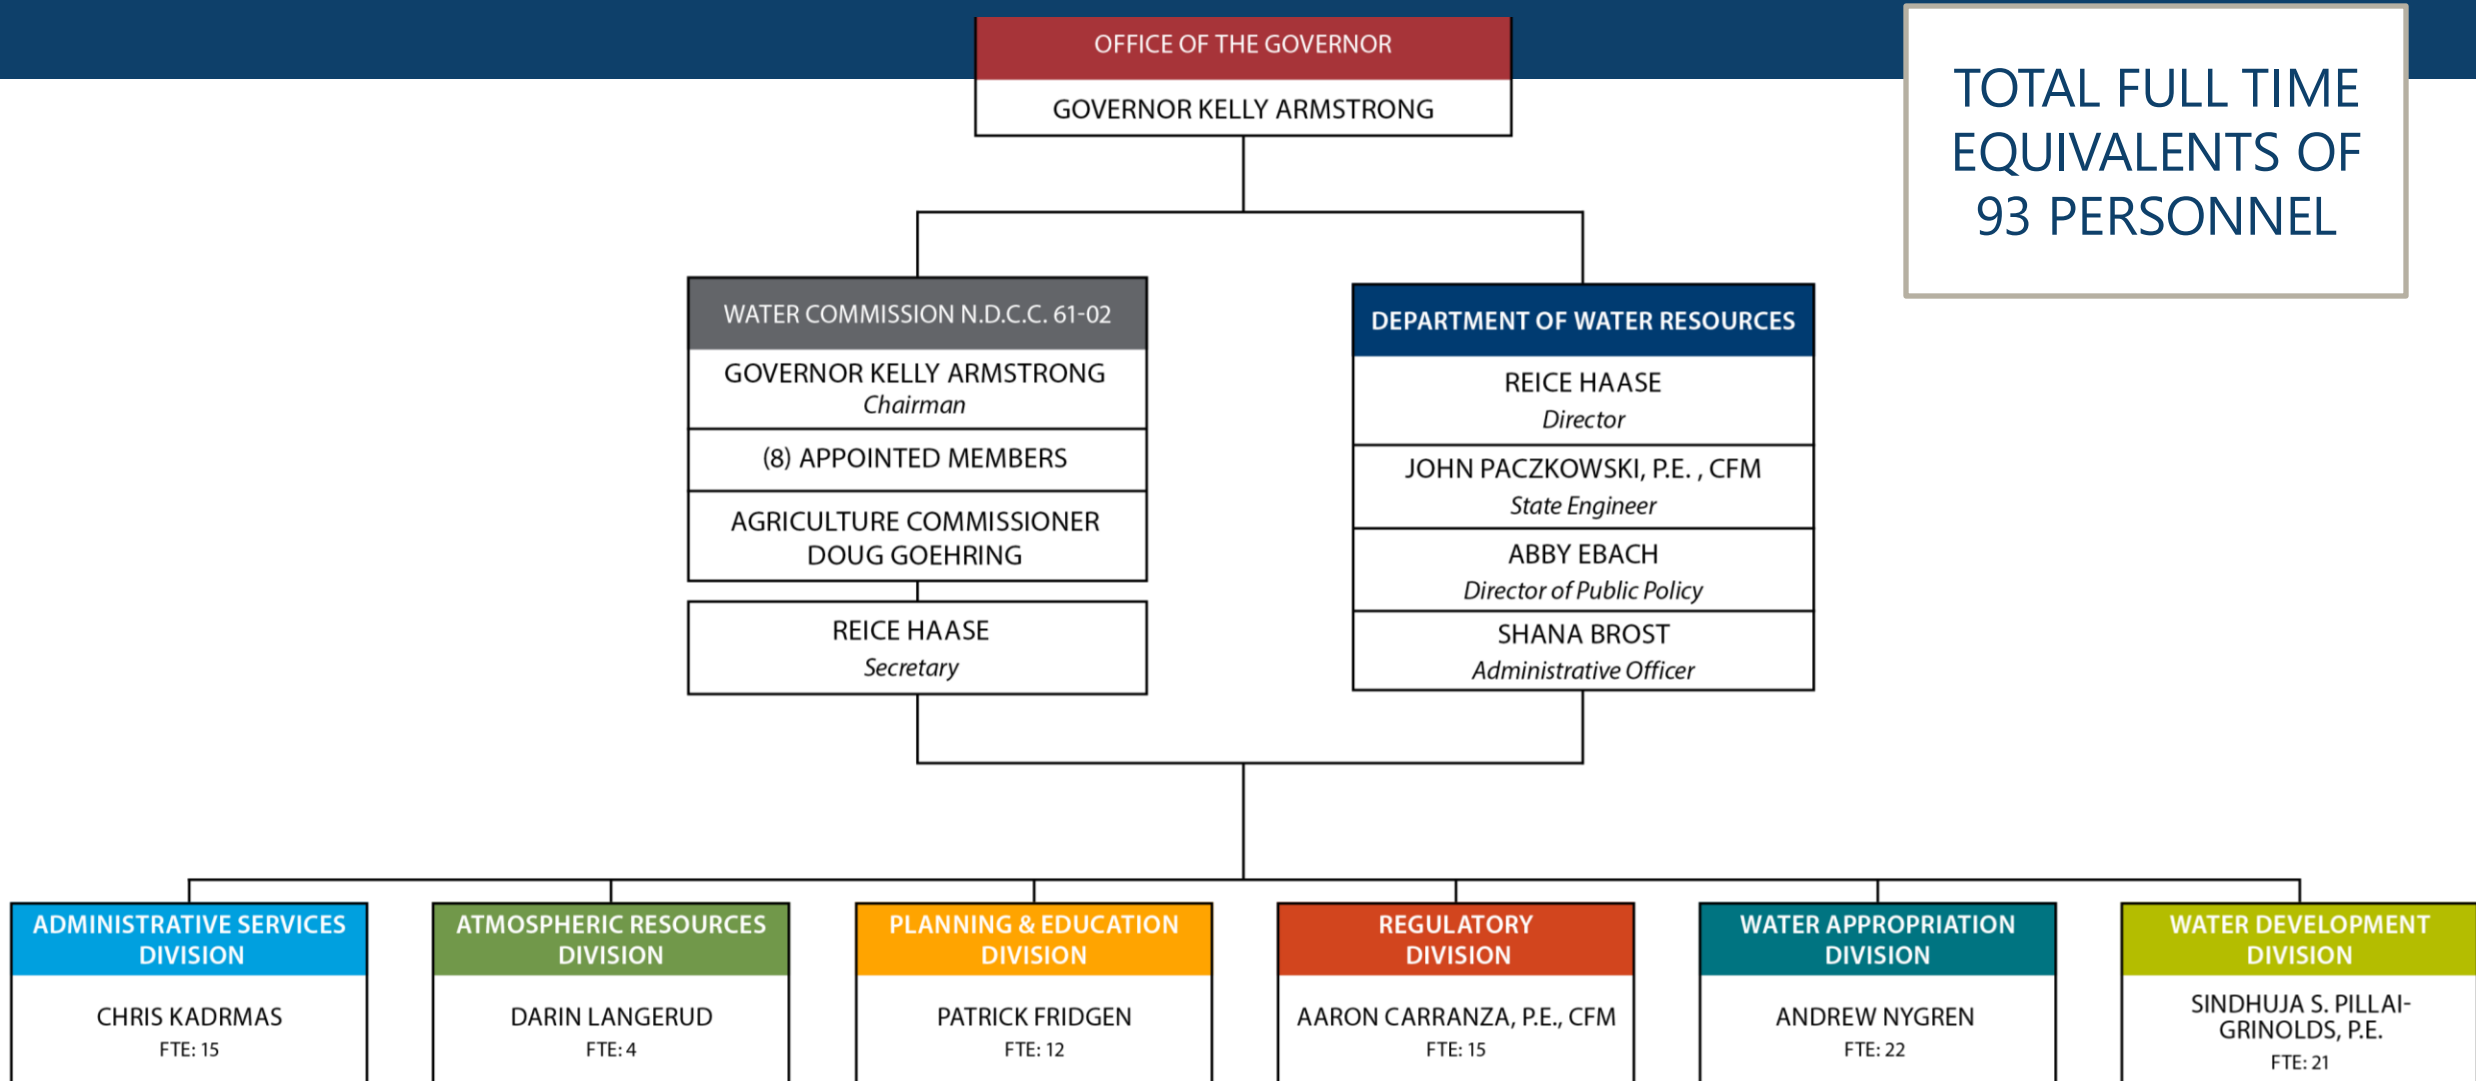 OFFICE OF THE GOVERNOR
GOVERNOR KELLY ARMSTRONG
TOTAL FULL TIME
EQUIVALENTS OF
93 PERSONNEL
WATER COMMISSION N.D.C.C. 61-02
GOVERNOR KELLY ARMSTRONG
Chairman
(8) APPOINTED MEMBERS
AGRICULTURE COMMISSIONER
DOUG GOEHRING
REICE HAASE
Secretary
DEPARTMENT OF WATER RESOURCES
REICE HAASE
Director
JOHN PACZKOWSKI, P.E. , CFM
State Engineer
ABBY EBACH
Director of Public Policy
SHANA BROST
Administrative Officer
ADMINISTRATIVE SERVICES
DIVISION
CHRIS KADRMAS
FTE: 15
ATMOSPHERIC RESOURCES
DIVISION
DARIN LANGERUD
FTE: 4
PLANNING & EDUCATION
DIVISION
PATRICK FRIDGEN
FTE: 12
REGULATORY
DIVISION
AARON CARRANZA, P.E., CFM
FTE: 15
WATER APPROPRIATION
DIVISION
ANDREW NYGREN
FTE: 22
WATER DEVELOPMENT
DIVISION
SINDHUJA S. PILLAI-
GRINOLDS, P.E.
FTE: 21